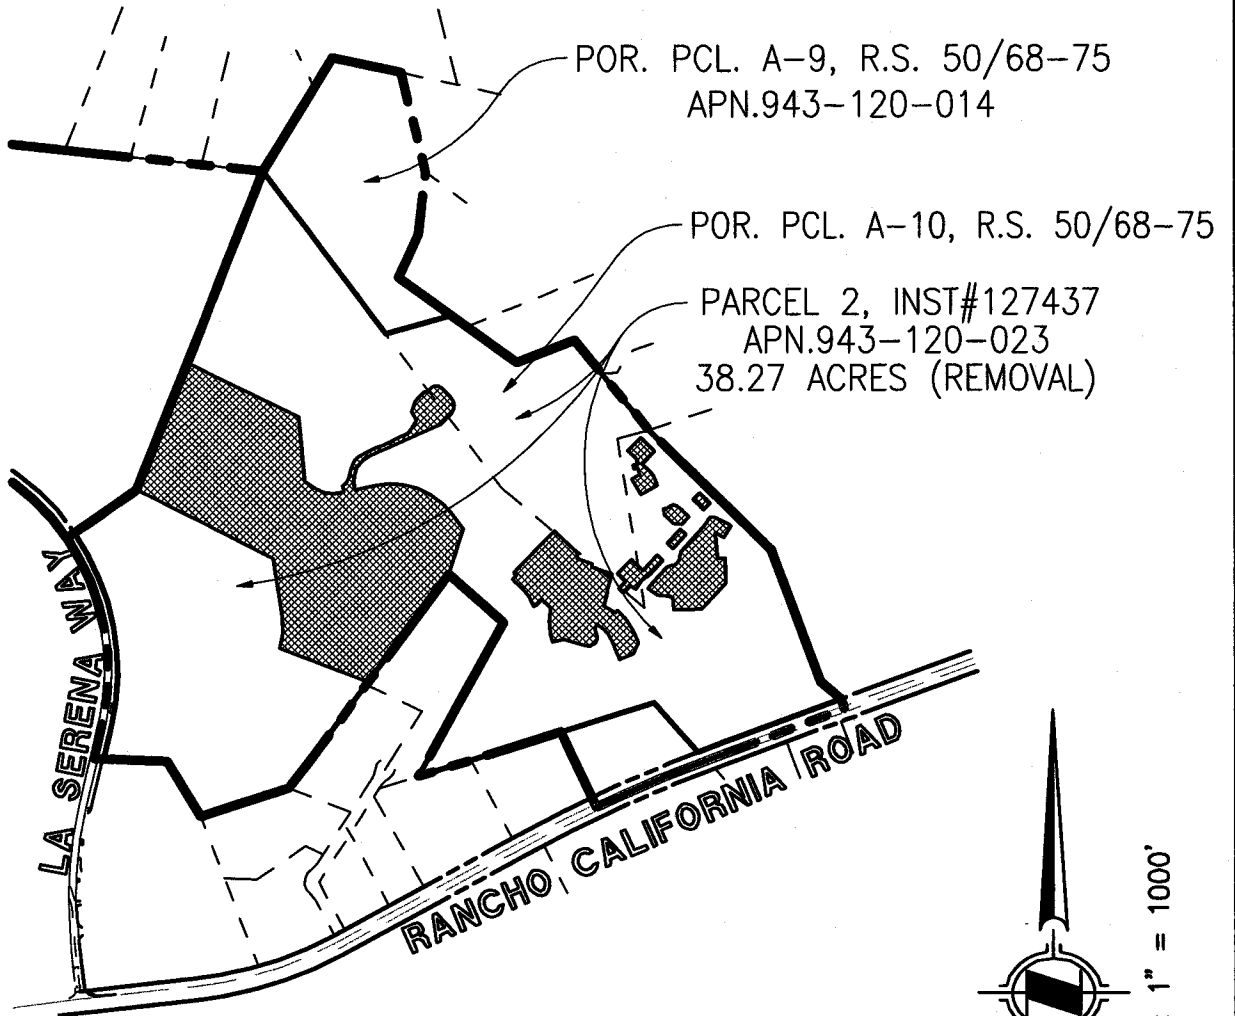 POR. PCL. A-9, R.S. 50/68-75
APN.943-120-014
POR. PCL. A-10, R.S. 50/68-75
PARCEL 2, INST#127437
APN.943-120-023
38.27 ACRES (REMOVAL)
LA SERENA WAY
RANCHO CALIFORNIA ROAD
1" = 1000'